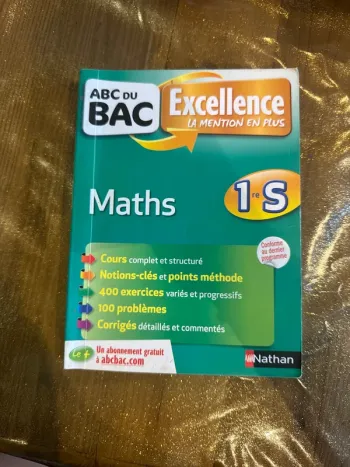 ABC DU
BAC
Excellence
LA MENTION EN PLUS
Maths
1re S
Conforme
au dernier
programme
Cours complet et structuré
Notions-clés et points méthode
400 exercices variés et progressifs
100 problèmes
Corrigés détaillés et commentés
Le +
Un abonnement gratuit
à abcbac.com
Nathan